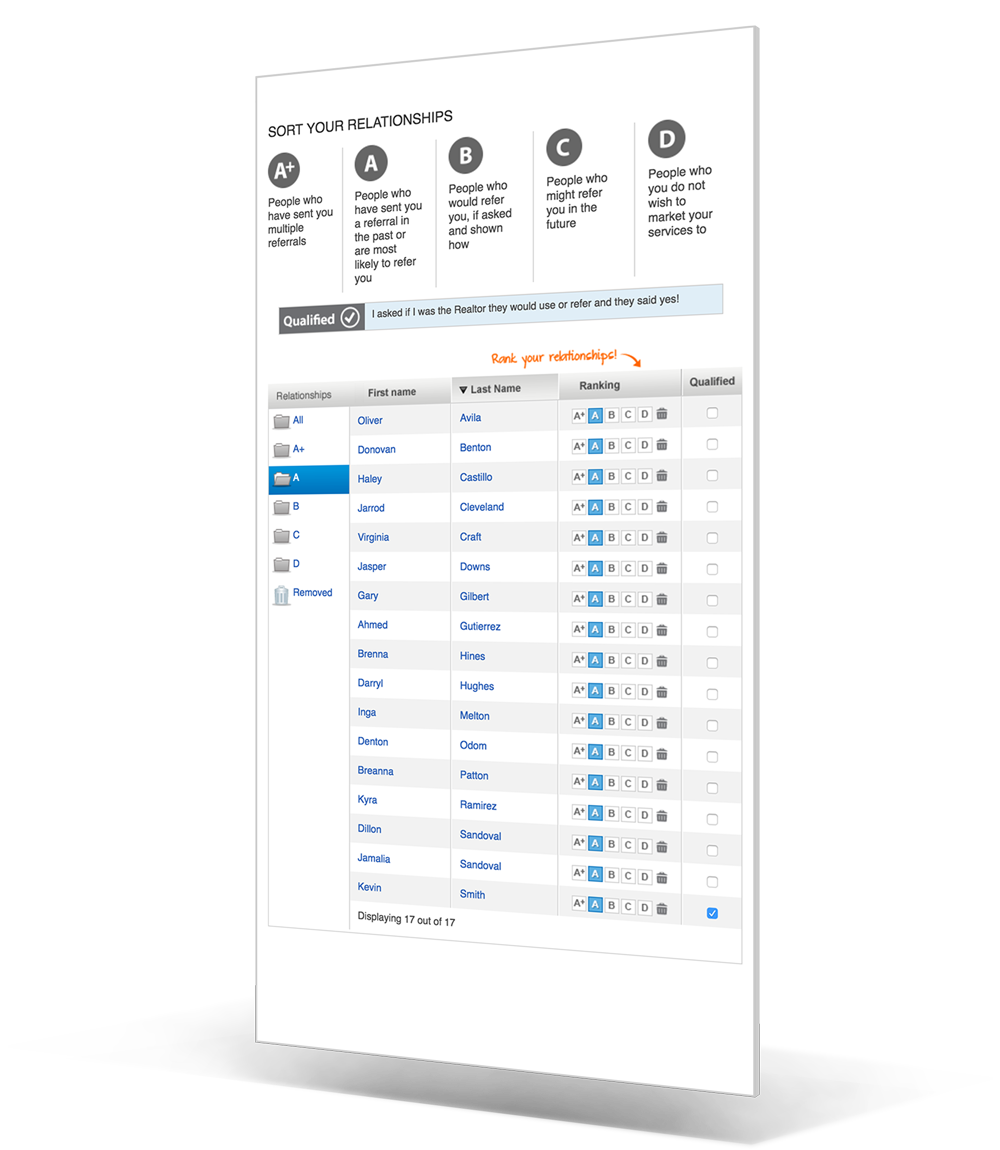 SORT YOUR RELATIONSHIPS
A+
People who
have sent you
multiple
referrals
A
People who
have sent you
a referral in
the past or
are most
likely to refer
you
B
People who
would refer
you, if asked
and shown
how
C
People who
might refer
you in the
future
D
People who
you do not
wish to
market your
services to
Qualified I asked if I was the Realtor they would use or refer and they said yes!
Rank your relationships!
Relationships First name Last Name Ranking Qualified
All
A+
A
B
C
D
Removed
Oliver Avila A+ A B C D
Donovan Benton A+ A B C D
Haley Castillo A+ A B C D
Jarrod Cleveland A+ A B C D
Virginia Craft A+ A B C D
Jasper Downs A+ A B C D
Gary Gilbert A+ A B C D
Ahmed Gutierrez A+ A B C D
Brenna Hines A+ A B C D
Darryl Hughes A+ A B C D
Inga Melton A+ A B C D
Denton Odom A+ A B C D
Breanna Patton A+ A B C D
Kyra Ramirez A+ A B C D
Dillon Sandoval A+ A B C D
Jamalia Sandoval A+ A B C D
Kevin Smith A+ A B C D
Displaying 17 out of 17